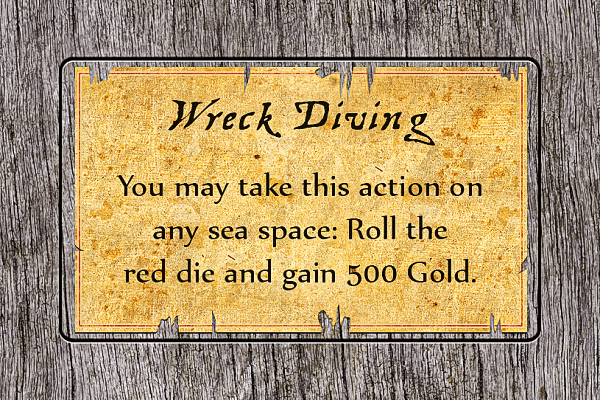 Wreck Diving
You may take this action on
any sea space: Roll the
red die and gain 500 Gold.